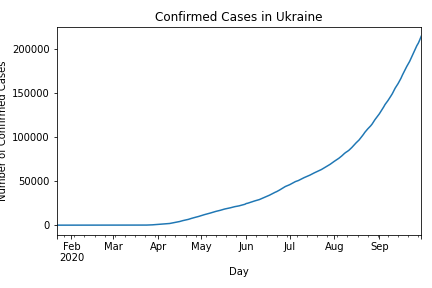 Confirmed Cases in Ukraine
Number of Confirmed Cases
200000
150000
100000
50000
0
Feb Mar Apr May Jun Jul Aug Sep
2020
Day